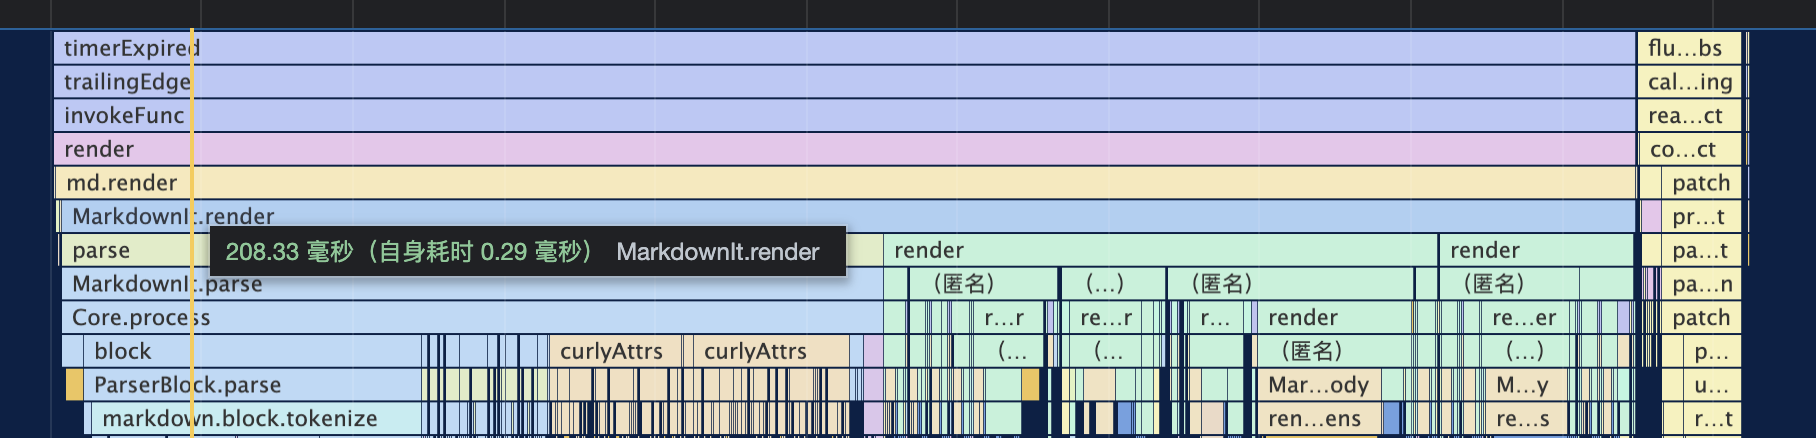 timerExpired flu…bs
trailingEdge cal…ing
invokeFunc rea…ct
render co…ct
md.render patch
MarkdownIt.render pr…t
parse render render pa…t
208.33 毫秒（自身耗时 0.29 毫秒） MarkdownIt.render
MarkdownIt.parse （匿名） （…） （匿名） （匿名） pa…n
Core.process r…r re…r r… render re…er patch
block curlyAttrs curlyAttrs （… （… （匿名） （…） p…
ParserBlock.parse Mar…ody M…y u…
markdown.block.tokenize ren…ens re…s r…t